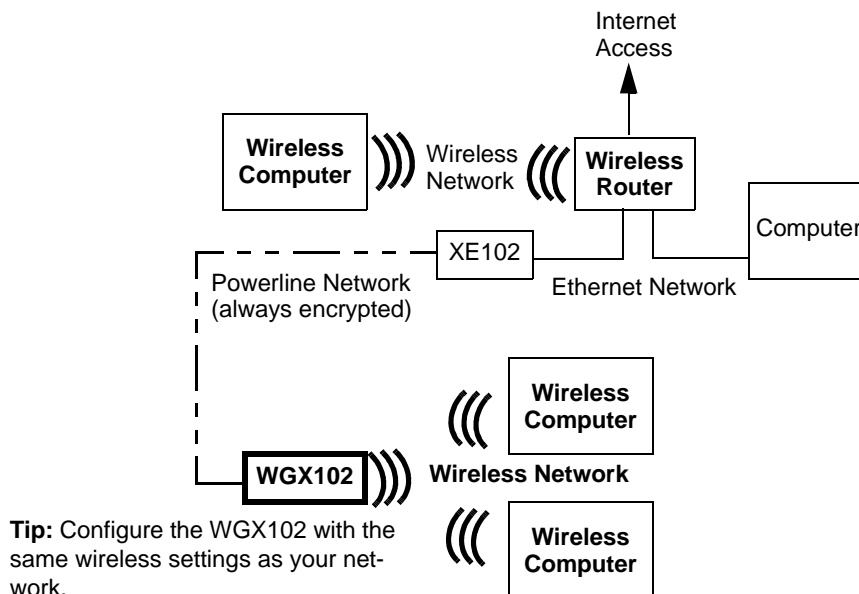 Internet
Access
Wireless
Computer
Wireless
Network
Wireless
Router
Computer
XE102
Powerline Network
(always encrypted)
Ethernet Network
Wireless
Computer
WGX102
Wireless Network
Tip: Configure the WGX102 with the
same wireless settings as your net-
work.
Wireless
Computer